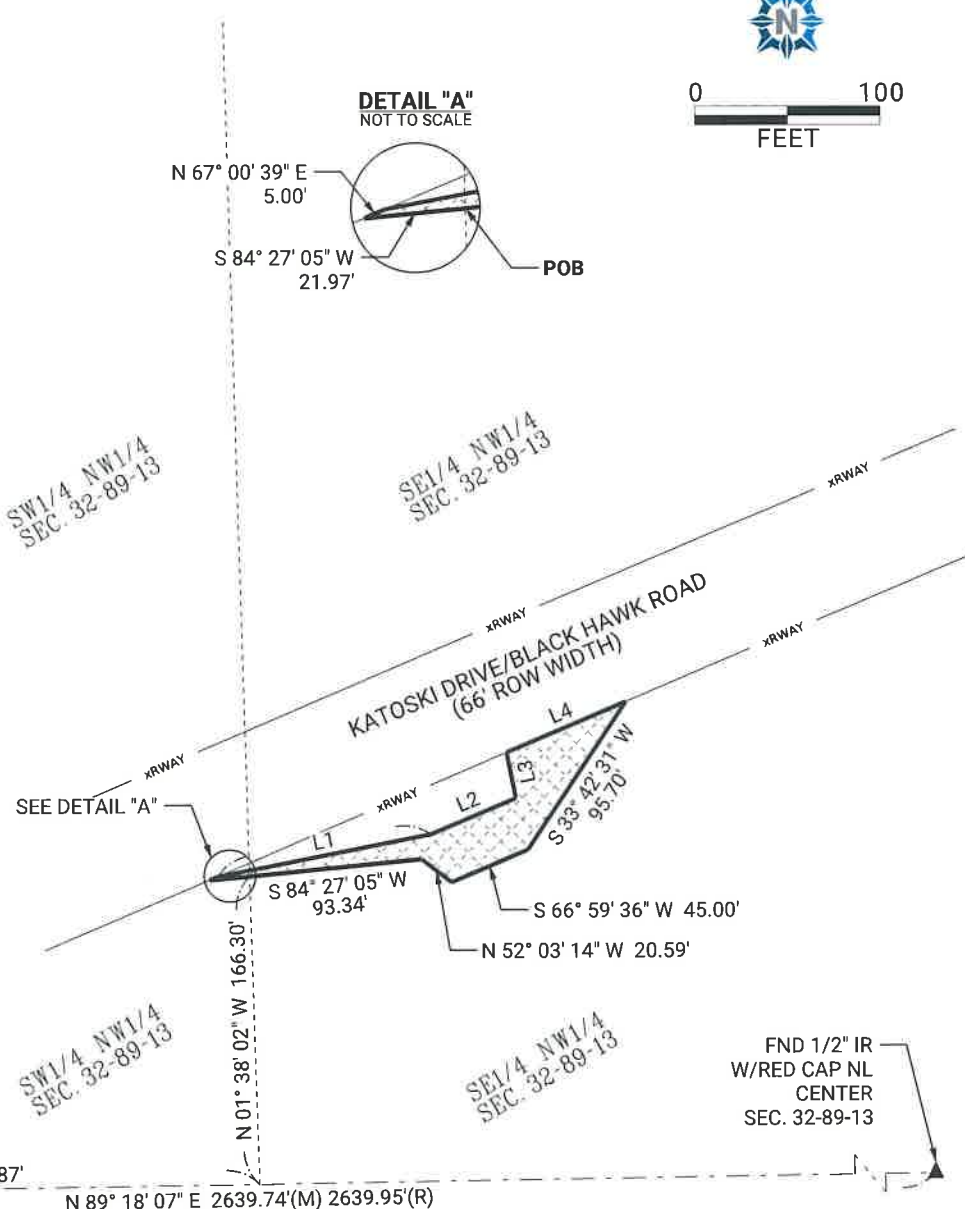 N
0 100
FEET
DETAIL "A"
NOT TO SCALE
N 67° 00' 39" E
5.00'
S 84° 27' 05" W
21.97'
POB
SW1/4 NW1/4
SEC. 32-89-13
SE1/4 NW1/4
SEC. 32-89-13
xRWAY
xRWAY
KATOSKI DRIVE/BLACK HAWK ROAD
(66' ROW WIDTH)
xRWAY
xRWAY
xRWAY
SEE DETAIL "A"
L1
L2
L3
L4
S 33° 42' 31" W
95.70'
S 84° 27' 05" W
93.34'
S 66° 59' 36" W 45.00'
N 52° 03' 14" W 20.59'
N 01° 38' 02" W 166.30'
SW1/4 NW1/4
SEC. 32-89-13
SE1/4 NW1/4
SEC. 32-89-13
FND 1/2" IR
W/RED CAP NL
CENTER
SEC. 32-89-13
87'
N 89° 18' 07" E 2639.74'(M) 2639.95'(R)